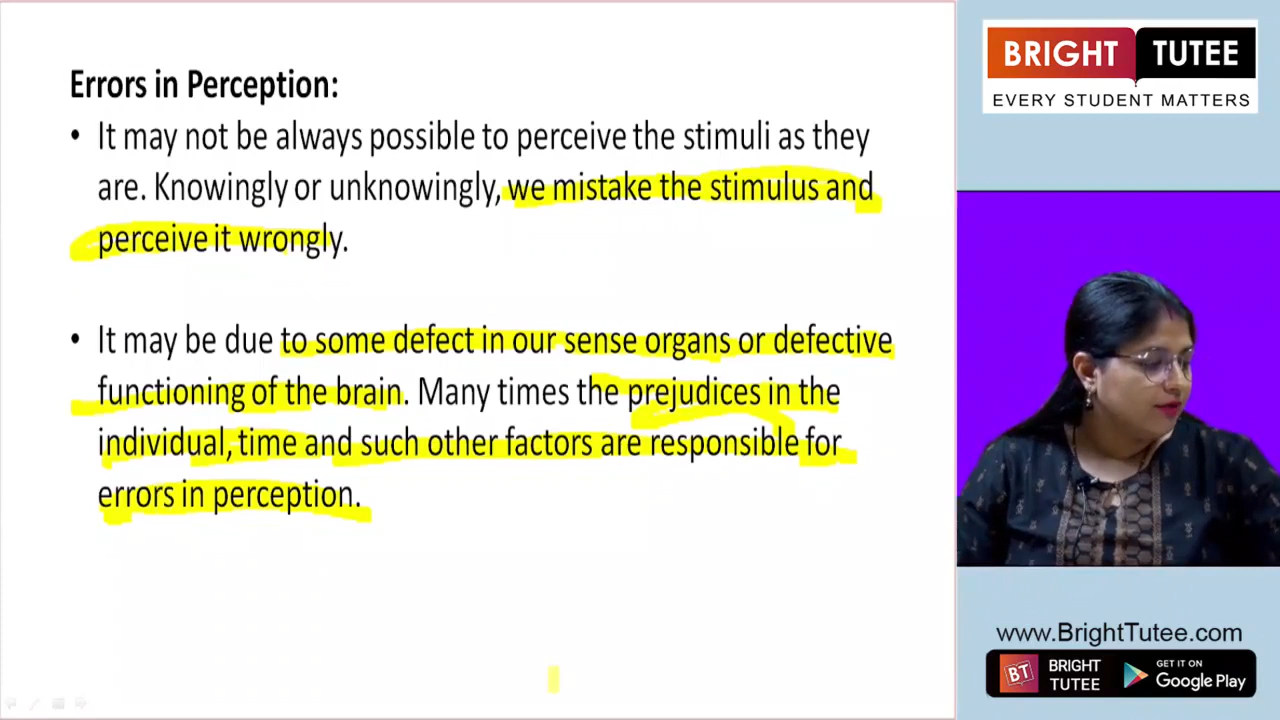 Errors in Perception:
• It may not be always possible to perceive the stimuli as they
are. Knowingly or unknowingly, we mistake the stimulus and
perceive it wrongly.
• It may be due to some defect in our sense organs or defective
functioning of the brain. Many times the prejudices in the
individual, time and such other factors are responsible for
errors in perception.
BRIGHT TUTEE
EVERY STUDENT MATTERS
www.BrightTutee.com
BT
BRIGHT
TUTEE
GET IT ON
Google Play